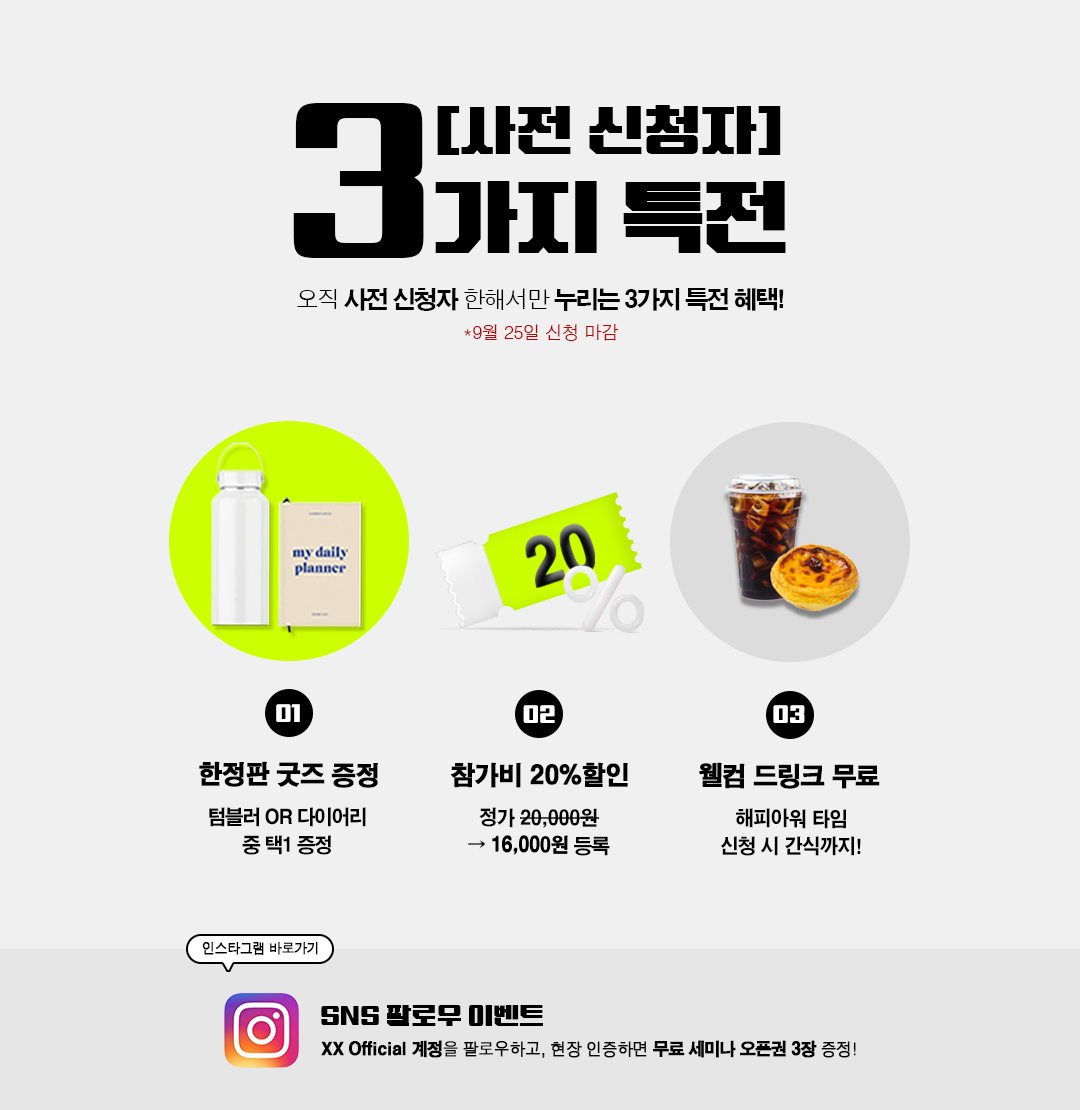 3 [사전 신청자]
가지 특전
오직 사전 신청자 한해서만 누리는 3가지 특전 혜택!
*9월 25일 신청 마감
my daily
planner
20
%
01
한정판 굿즈 증정
텀블러 OR 다이어리
중 택1 증정
02
참가비 20%할인
정가 20,000원
→ 16,000원 등록
03
웰컴 드링크 무료
해피아워 타임
신청 시 간식까지!
인스타그램 바로가기
SNS 팔로우 이벤트
XX Official 계정을 팔로우하고, 현장 인증하면 무료 세미나 오픈권 3장 증정!